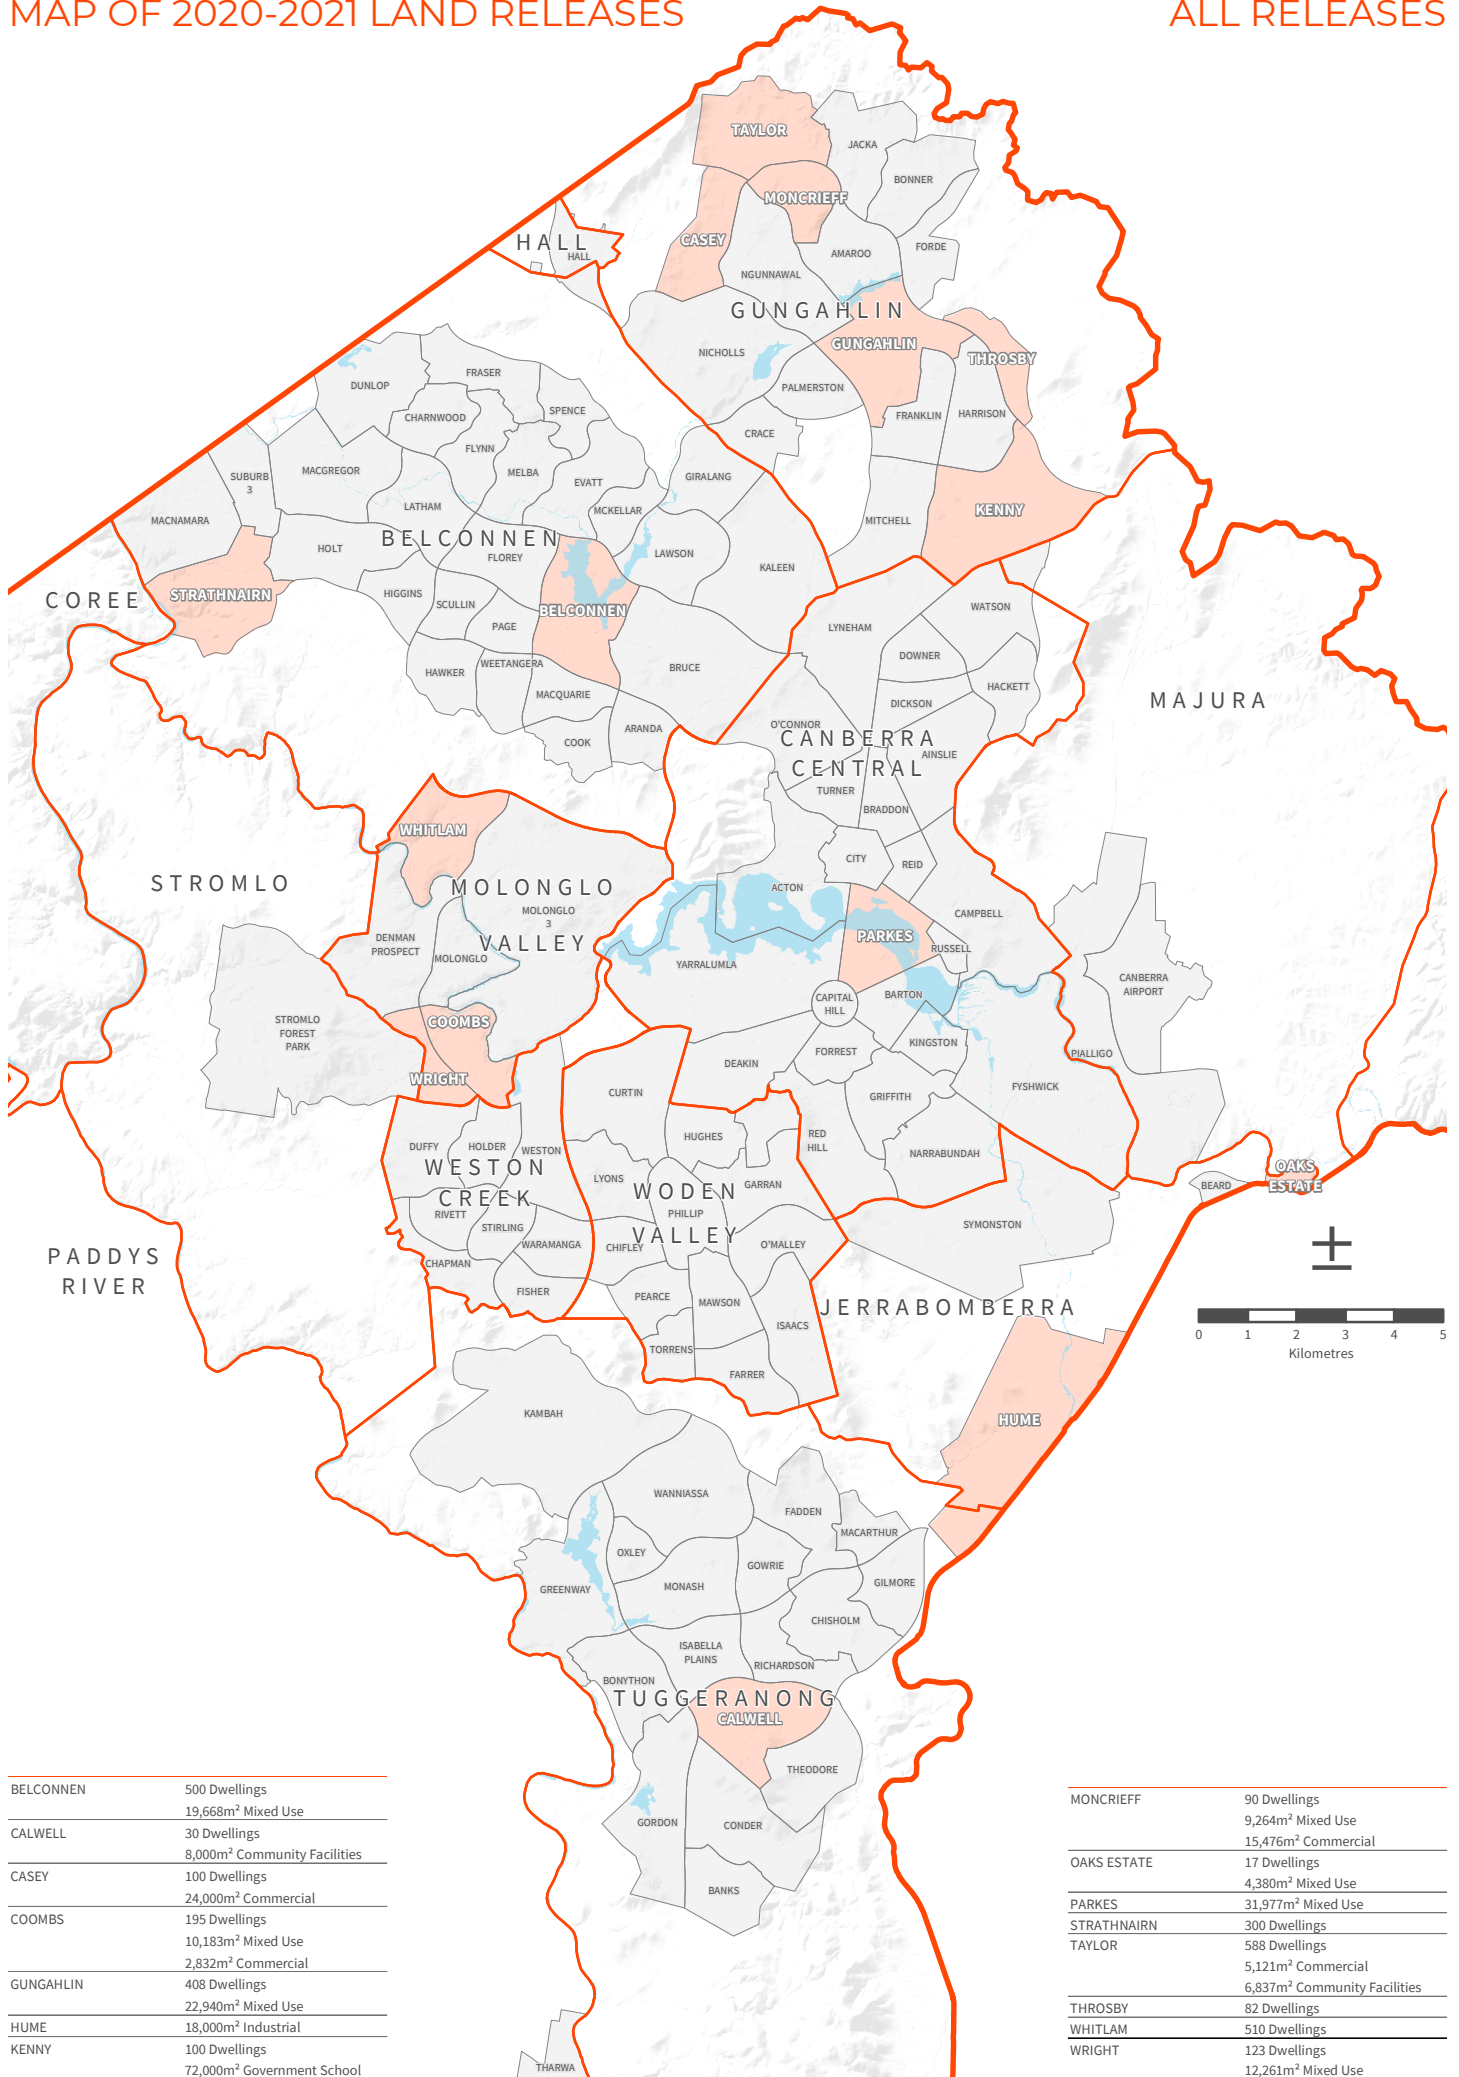 MAP OF 2020-2021 LAND RELEASES
ALL RELEASES
TAYLOR
JACKA
BONNER
MONCRIEFF
CASEY
HALL
HALL
AMAROO
FORDE
NGUNNAWAL
GUNGAHLIN
GUNGAHLIN
NICHOLLS
THROSBY
DUNLOP
FRASER
PALMERSTON
CHARNWOOD
SPENCE
FRANKLIN
HARRISON
CRACE
FLYNN
MACGREGOR
MELBA
SUBURB
3
EVATT
GIRALANG
LATHAM
MCKELLAR
KENNY
MACNAMARA
MITCHELL
BELCONNEN
HOLT
FLOREY
LAWSON
KALEEN
STRATHNAIRN
HIGGINS
COREE
SCULLIN
BELCONNEN
WATSON
PAGE
LYNEHAM
DOWNER
WEETANGERA
HAWKER
BRUCE
HACKETT
MACQUARIE
DICKSON
MAJURA
O'CONNOR
ARANDA
COOK
CANBERRA
CENTRAL
AINSLIE
TURNER
BRADDON
WHITLAM
CITY
REID
STROMLO
MOLONGLO
VALLEY
ACTON
MOLONGLO
3
CAMPBELL
DENMAN
PROSPECT
PARKES
RUSSELL
MOLONGLO
YARRALUMLA
CANBERRA
AIRPORT
BARTON
CAPITAL
HILL
STROMLO
FOREST
PARK
COOMBS
KINGSTON
FORREST
PIALLIGO
DEAKIN
WRIGHT
FYSHWICK
CURTIN
GRIFFITH
HUGHES
RED
HILL
DUFFY
HOLDER
WESTON
NARRABUNDAH
WESTON
CREEK
OAKS
ESTATE
LYONS
GARRAN
BEARD
WODEN
VALLEY
RIVETT
PHILLIP
STIRLING
SYMONSTON
WARAMANGA
CHIFLEY
O'MALLEY
PADDYS
RIVER
CHAPMAN
FISHER
PEARCE
MAWSON
JERRABOMBERRA
ISAACS
0 1 2 3 4 5
Kilometres
TORRENS
FARRER
KAMBAH
HUME
WANNIASSA
FADDEN
MACARTHUR
OXLEY
GOWRIE
GREENWAY
MONASH
GILMORE
CHISHOLM
ISABELLA
PLAINS
RICHARDSON
BONYTHON
TUGGERANONG
CALWELL
THEODORE
GORDON
CONDER
BANKS
THARWA
BELCONNEN 500 Dwellings
19,668m² Mixed Use
CALWELL 30 Dwellings
8,000m² Community Facilities
CASEY 100 Dwellings
24,000m² Commercial
COOMBS 195 Dwellings
10,183m² Mixed Use
2,832m² Commercial
GUNGAHLIN 408 Dwellings
22,940m² Mixed Use
HUME 18,000m² Industrial
KENNY 100 Dwellings
72,000m² Government School
MONCRIEFF 90 Dwellings
9,264m² Mixed Use
15,476m² Commercial
OAKS ESTATE 17 Dwellings
4,380m² Mixed Use
PARKES 31,977m² Mixed Use
STRATHNAIRN 300 Dwellings
TAYLOR 588 Dwellings
5,121m² Commercial
6,837m² Community Facilities
THROSBY 82 Dwellings
WHITLAM 510 Dwellings
WRIGHT 123 Dwellings
12,261m² Mixed Use